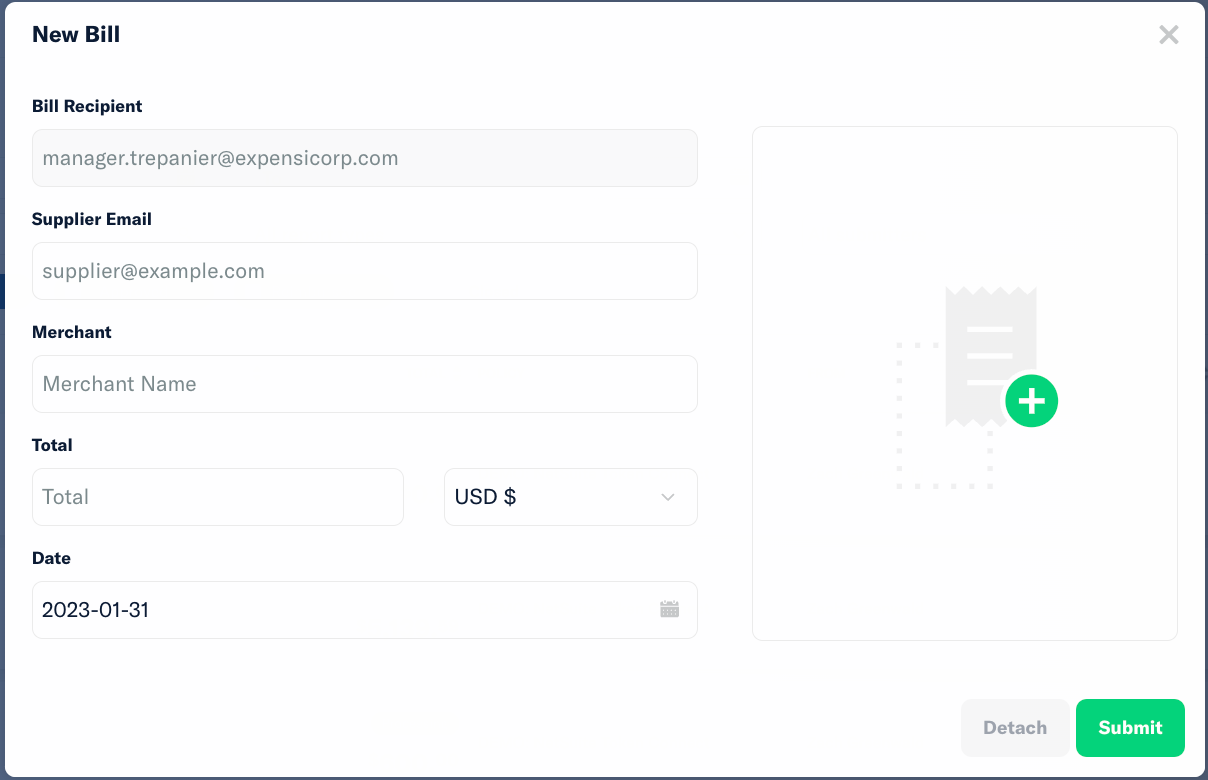 New Bill
Bill Recipient
manager.trepanier@expensicorp.com
Supplier Email
supplier@example.com
Merchant
Merchant Name
Total
Total
USD $
Date
2023-01-31
Detach
Submit